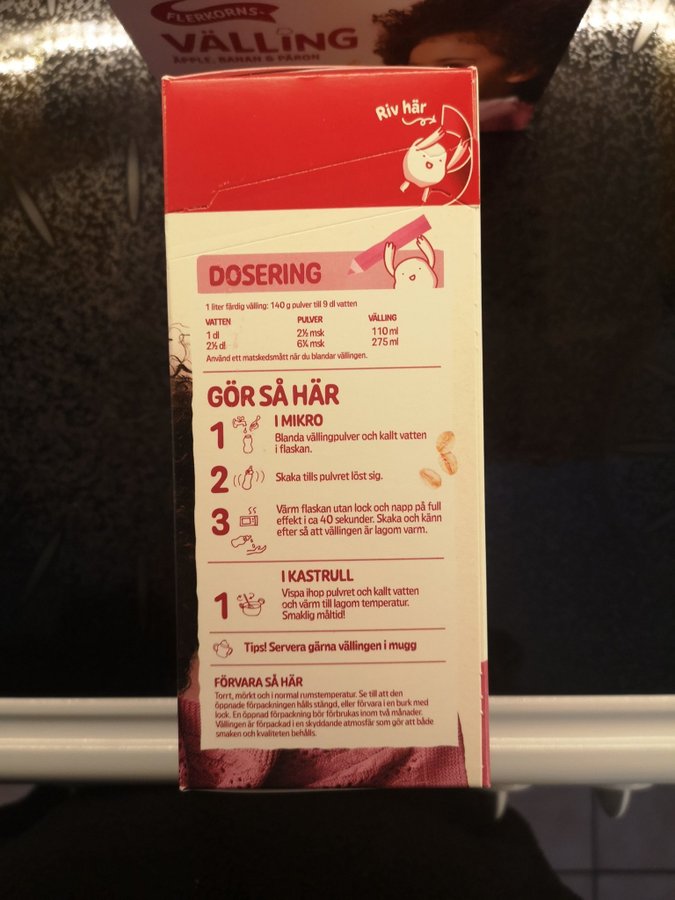 FLERKORNS-
VÄLLING
ÄPPLE, BANAN & PÄRON
Riv här
DOSERING
1 liter färdig välling: 140 g pulver till 9 dl vatten
VATTEN PULVER VÄLLING
1 dl 2½ msk 110 ml
2½ dl 6¼ msk 275 ml
Använd ett matskedsmått när du blandar vällingen.
GÖR SÅ HÄR
I MIKRO
1 Blanda vällingpulver och kallt vatten
i flaskan.
2 Skaka tills pulvret löst sig.
3 Värm flaskan utan lock och napp på full
effekt i ca 40 sekunder. Skaka och känn
efter så att vällingen är lagom varm.
I KASTRULL
1 Vispa ihop pulvret och kallt vatten
och värm till lagom temperatur.
Smaklig måltid!
Tips! Servera gärna vällingen i mugg
FÖRVARA SÅ HÄR
Torrt, mörkt och i normal rumstemperatur. Se till att den
öppnade förpackningen hålls stängd, eller förvara i en burk med
lock. En öppnad förpackning bör förbrukas inom två månader.
Vällingen är förpackad i en skyddande atmosfär som gör att både
smaken och kvaliteten behålls.